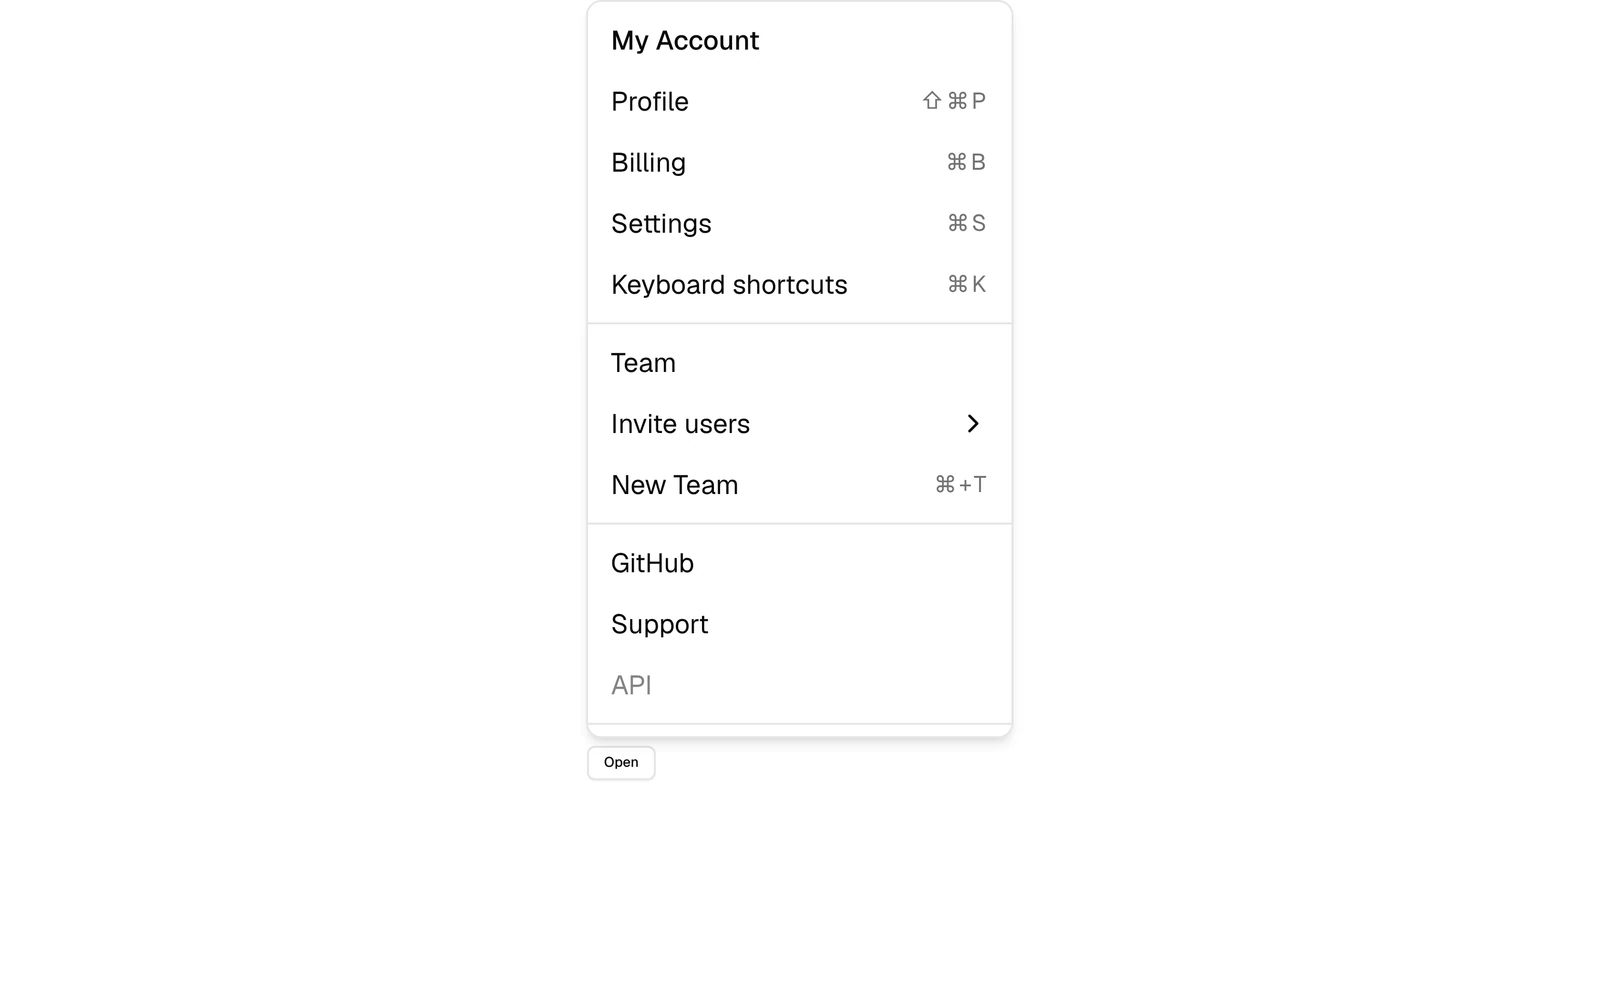 My Account
Profile ⇧⌘P
Billing ⌘B
Settings ⌘S
Keyboard shortcuts ⌘K
Team
Invite users
New Team ⌘+T
GitHub
Support
API
Open